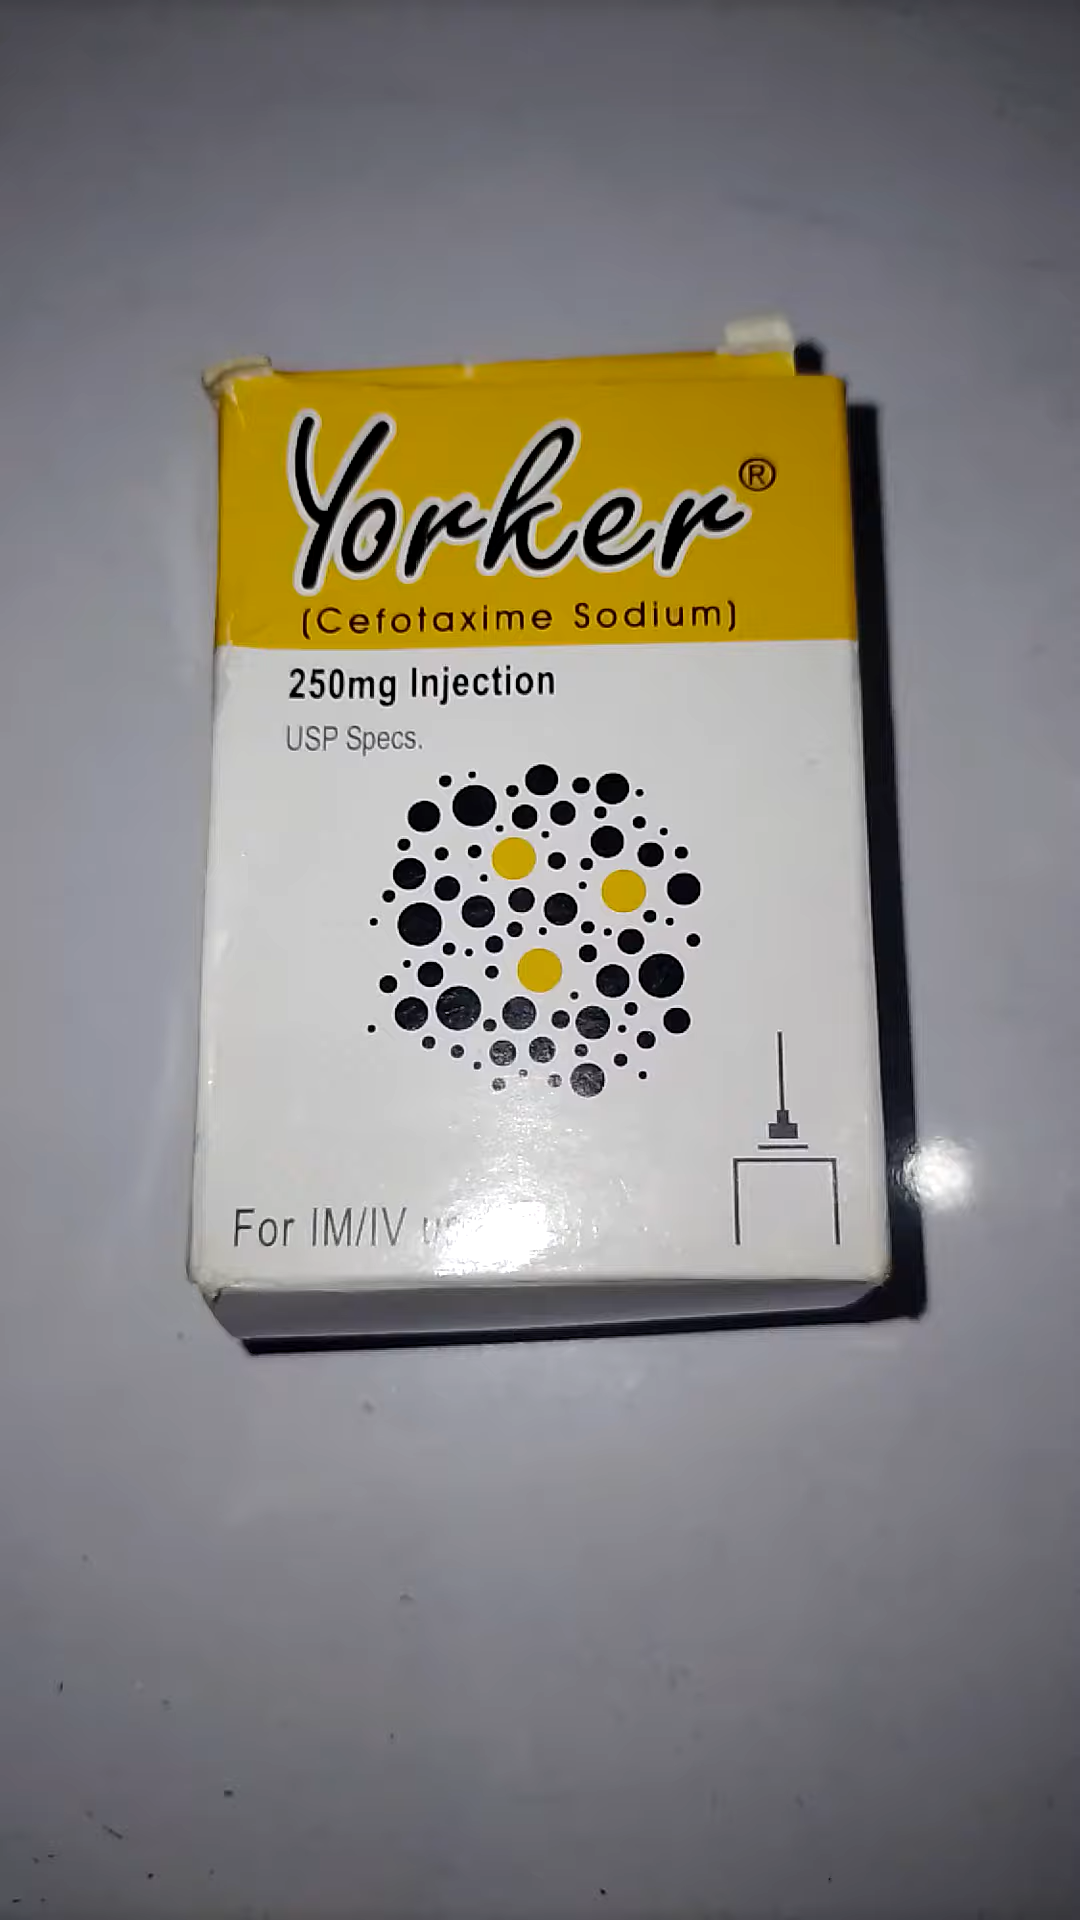 Yorker®
(Cefotaxime Sodium)
250mg Injection
USP Specs.
For IM/IV